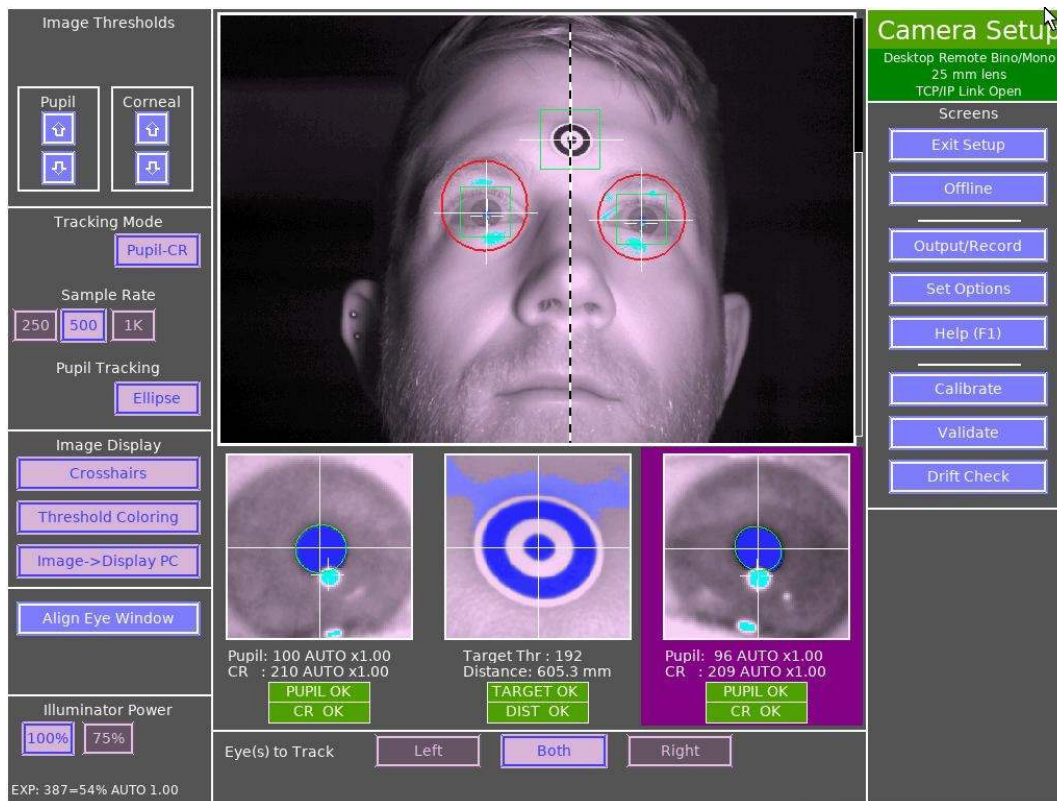 Image Thresholds
Pupil
Corneal
Tracking Mode
Pupil-CR
Sample Rate
250 500 1K
Pupil Tracking
Ellipse
Image Display
Crosshairs
Threshold Coloring
Image->Display PC
Align Eye Window
Illuminator Power
100% 75%
EXP: 387=54% AUTO 1.00
Pupil: 100 AUTO x1.00
CR : 210 AUTO x1.00
PUPIL OK
CR OK
Target Thr : 192
Distance: 605.3 mm
TARGET OK
DIST OK
Pupil: 96 AUTO x1.00
CR : 209 AUTO x1.00
PUPIL OK
CR OK
Eye(s) to Track Left Both Right
Camera Setup
Desktop Remote Bino/Mono
25 mm lens
TCP/IP Link Open
Screens
Exit Setup
Offline
Output/Record
Set Options
Help (F1)
Calibrate
Validate
Drift Check